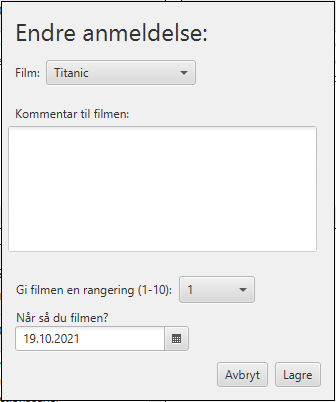 Endre anmeldelse:
Film: Titanic
Kommentar til filmen:
Gi filmen en rangering (1-10): 1
Når så du filmen?
19.10.2021
Avbryt Lagre